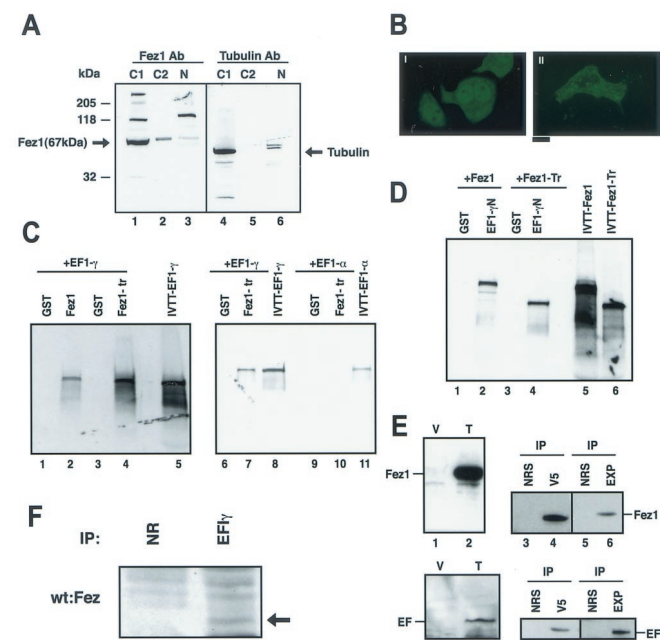 A
Fez1 Ab
Tubulin Ab
kDa
C1 C2 N C1 C2 N
205
118
Fez1(67kDa)
Tubulin
32
1 2 3 4 5 6
B
I
II
C
+EF1-γ
GST
Fez1
GST
Fez1-tr
IVTT-EF1-γ
1 2 3 4 5
+EF1-γ
+EF1-α
GST
Fez1-tr
IVTT-EF1-γ
GST
Fez1-tr
IVTT-EF1-α
6 7 8 9 10 11
D
+Fez1
+Fez1-Tr
GST
EF1-γN
GST
EF1-γN
IVTT-Fez1
IVTT-Fez1-Tr
1 2 3 4 5 6
E
V T
Fez1
1 2
IP
IP
NRS
V5
NRS
EXP
Fez1
3 4 5 6
V T
EF
IP
IP
NRS
V5
NRS
EXP
EF
F
IP:
NR
EFIγ
wt:Fez